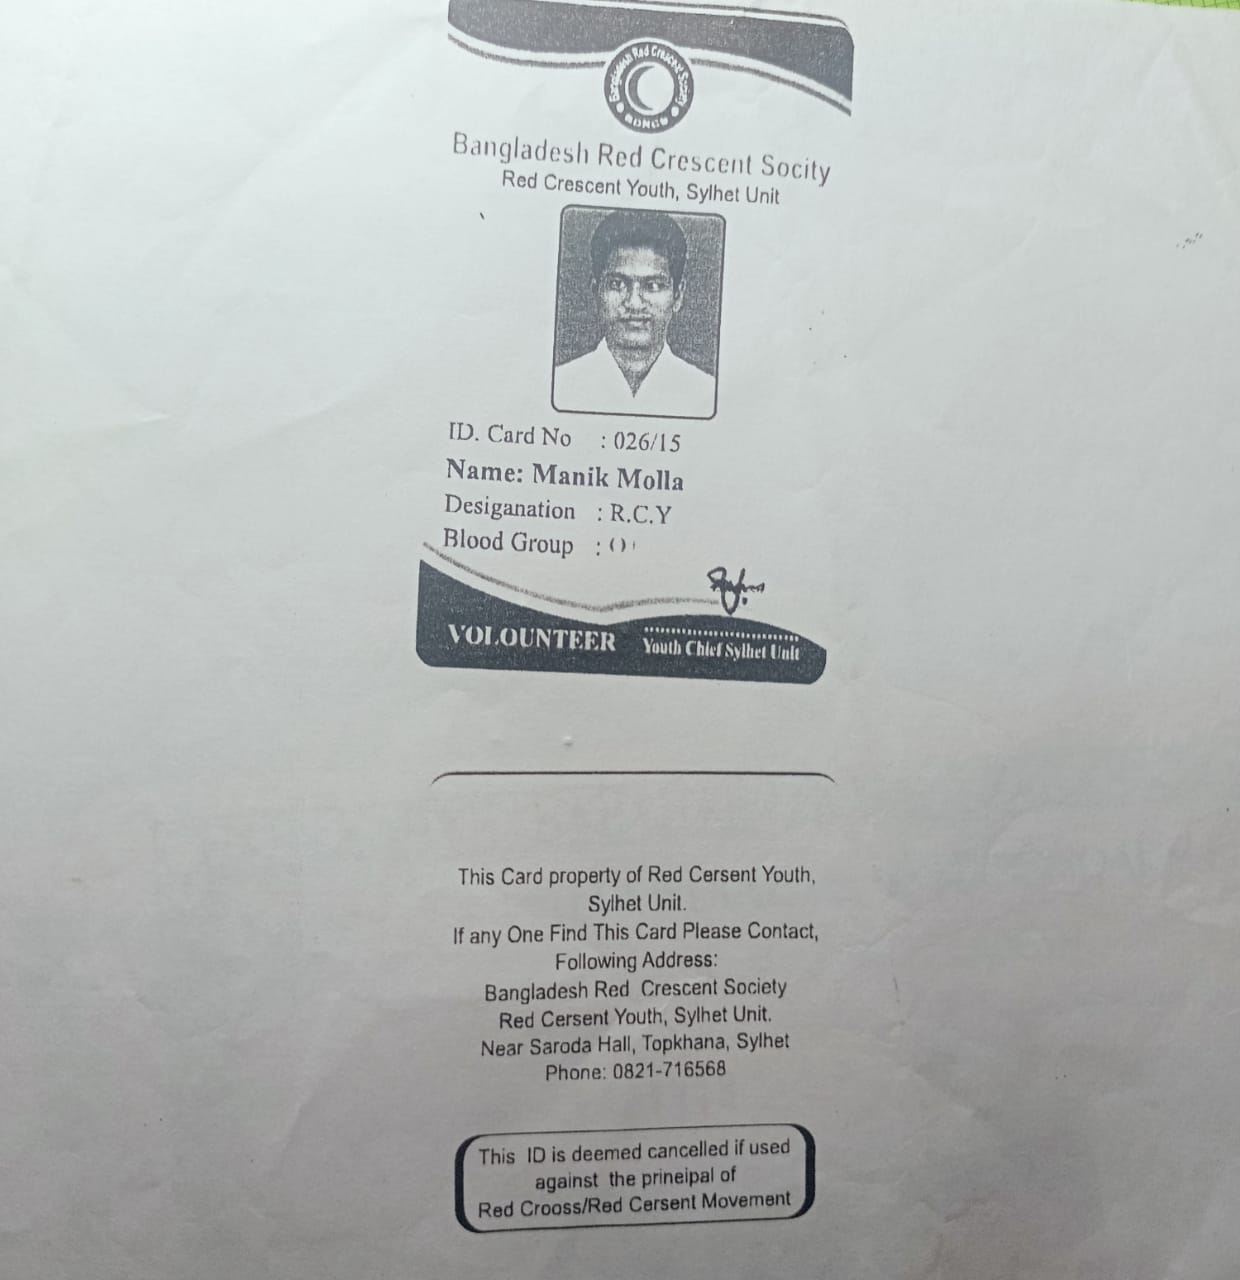 Bangladesh Red Crescent Society
BDRCS
Bangladesh Red Crescent Socity
Red Crescent Youth, Sylhet Unit
ID. Card No : 026/15
Name: Manik Molla
Desiganation : R.C.Y
Blood Group :
VOLOUNTEER
Youth Chief Sylhet Unit
This Card property of Red Cersent Youth,
Sylhet Unit.
If any One Find This Card Please Contact,
Following Address:
Bangladesh Red Crescent Society
Red Cersent Youth, Sylhet Unit.
Near Saroda Hall, Topkhana, Sylhet
Phone: 0821-716568
This ID is deemed cancelled if used
against the prineipal of
Red Crooss/Red Cersent Movement